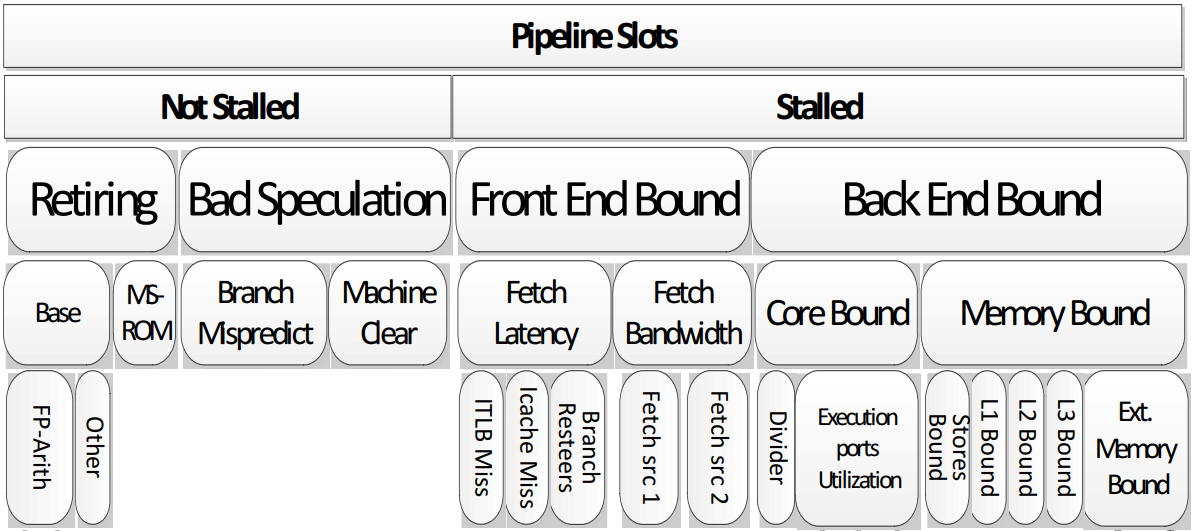 Pipeline Slots
Not Stalled
Stalled
Retiring
Bad Speculation
Front End Bound
Back End Bound
Base
MS-
ROM
Branch
Mispredict
Machine
Clear
Fetch
Latency
Fetch
Bandwidth
Core Bound
Memory Bound
FP-Arith
Other
ITLB Miss
Icache Miss
Branch
Resteers
Fetch src 1
Fetch src 2
Divider
Execution
ports
Utilization
Stores
Bound
L1 Bound
L2 Bound
L3 Bound
Ext.
Memory
Bound